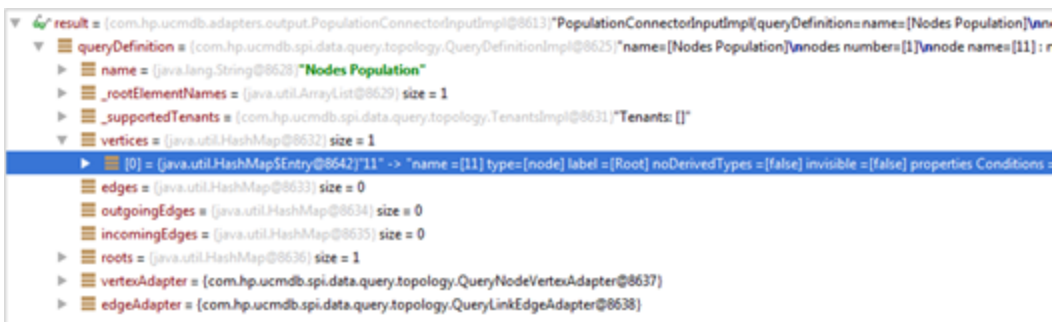 result = {com.hp.ucmdb.adapters.output.PopulationConnectorInputImpl@8613}"PopulationConnectorInputImpl{queryDefinition=name=[Nodes Population]\n
queryDefinition = {com.hp.ucmdb.spi.data.query.topology.QueryDefinitionImpl@8625}"name=[Nodes Population]\nnodes number=[1]\nnode name=[11] : n
name = {java.lang.String@8628}"Nodes Population"
_rootElementNames = {java.util.ArrayList@8629} size = 1
_supportedTenants = {com.hp.ucmdb.spi.data.query.topology.TenantsImpl@8631}"Tenants: []"
vertices = {java.util.HashMap@8632} size = 1
[0] = {java.util.HashMap$Entry@8642}"11" -> "name =[11] type=[node] label =[Root] noDerivedTypes =[false] invisible =[false] properties Conditions =
edges = {java.util.HashMap@8633} size = 0
outgoingEdges = {java.util.HashMap@8634} size = 0
incomingEdges = {java.util.HashMap@8635} size = 0
roots = {java.util.HashMap@8636} size = 1
vertexAdapter = {com.hp.ucmdb.spi.data.query.topology.QueryNodeVertexAdapter@8637}
edgeAdapter = {com.hp.ucmdb.spi.data.query.topology.QueryLinkEdgeAdapter@8638}